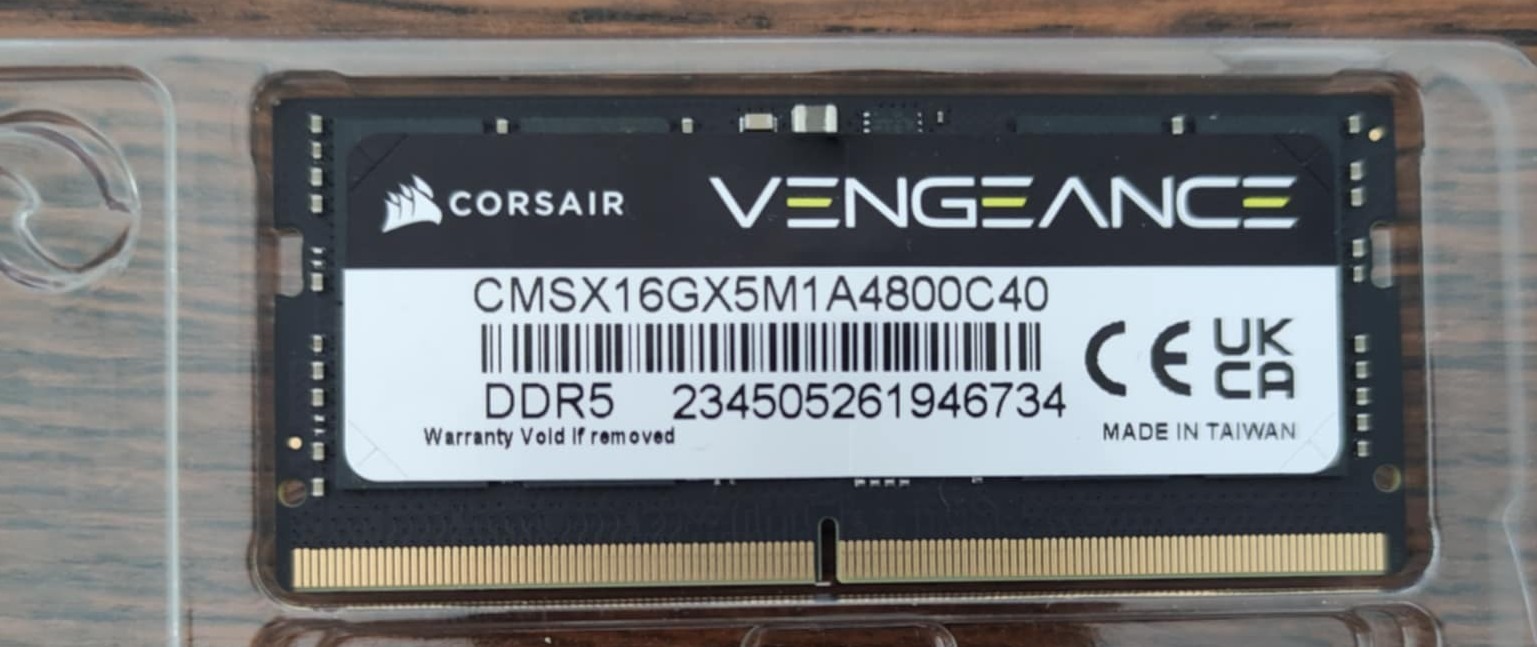 CORSAIR VENGEANCE
CMSX16GX5M1A4800C40
DDR5 234505261946734
Warranty Void If removed
CE UK CA
MADE IN TAIWAN